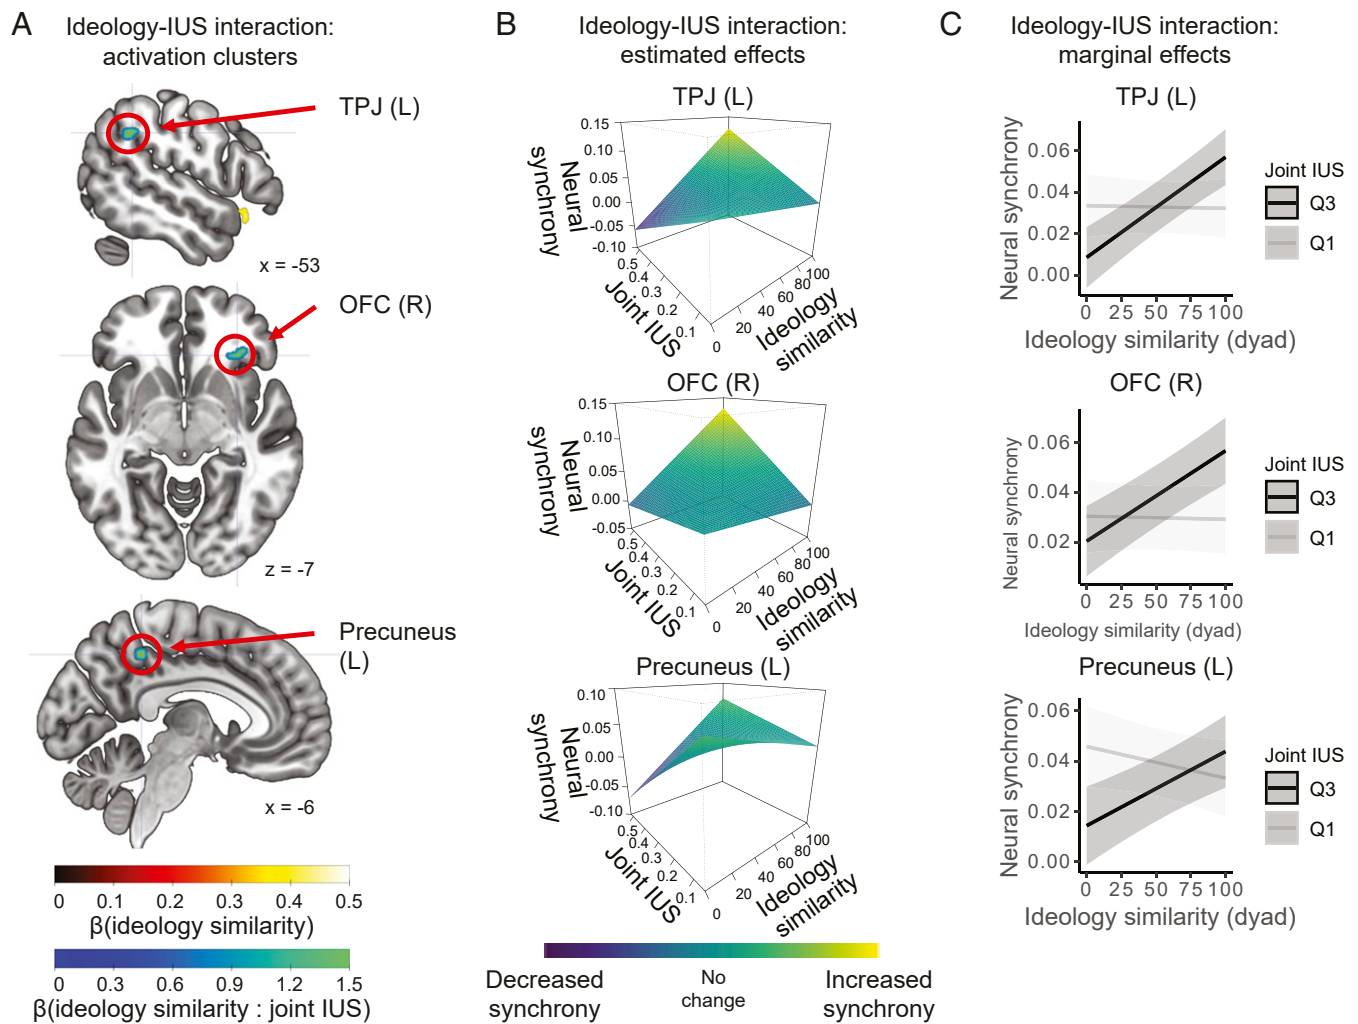 A
Ideology-IUS interaction:
activation clusters
TPJ (L)
x = -53
OFC (R)
z = -7
Precuneus
(L)
x = -6
0 0.1 0.2 0.3 0.4 0.5
β(ideology similarity)
0 0.3 0.6 0.9 1.2 1.5
β(ideology similarity : joint IUS)
B
Ideology-IUS interaction:
estimated effects
TPJ (L)
0.15
0.10
0.05
0.00
-0.05
-0.10
Neural
synchrony
0.5
0.4
0.3
0.2
0.1
Joint IUS
0
20
40
60
80
100
Ideology
similarity
OFC (R)
0.15
0.10
0.05
0.00
-0.05
Neural
synchrony
0.5
0.4
0.3
0.2
0.1
Joint IUS
0
20
40
60
80
100
Ideology
similarity
Precuneus (L)
0.10
0.05
0.00
-0.05
-0.10
Neural
synchrony
0.5
0.4
0.3
0.2
0.1
Joint IUS
0
20
40
60
80
100
Ideology
similarity
Decreased
synchrony
No
change
Increased
synchrony
C
Ideology-IUS interaction:
marginal effects
TPJ (L)
Neural synchrony
0.06
0.04
0.02
0.00
0 25 50 75 100
Ideology similarity (dyad)
Joint IUS
Q3
Q1
OFC (R)
Neural synchrony
0.06
0.04
0.02
0 25 50 75 100
Ideology similarity (dyad)
Joint IUS
Q3
Q1
Precuneus (L)
Neural synchrony
0.06
0.04
0.02
0.00
0 25 50 75 100
Ideology similarity (dyad)
Joint IUS
Q3
Q1